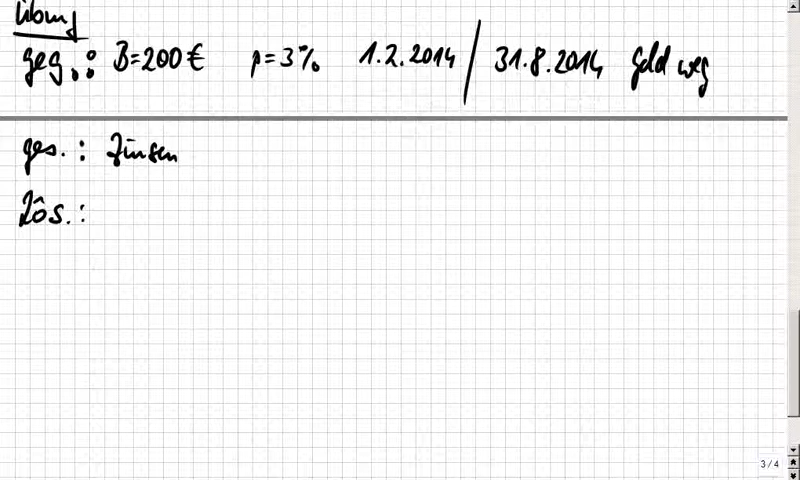 Übung
geg.: B=200€ p=3% 1.2.2014 / 31.8.2014 Geld weg
ges.: Zinsen
Lös.:
3/4